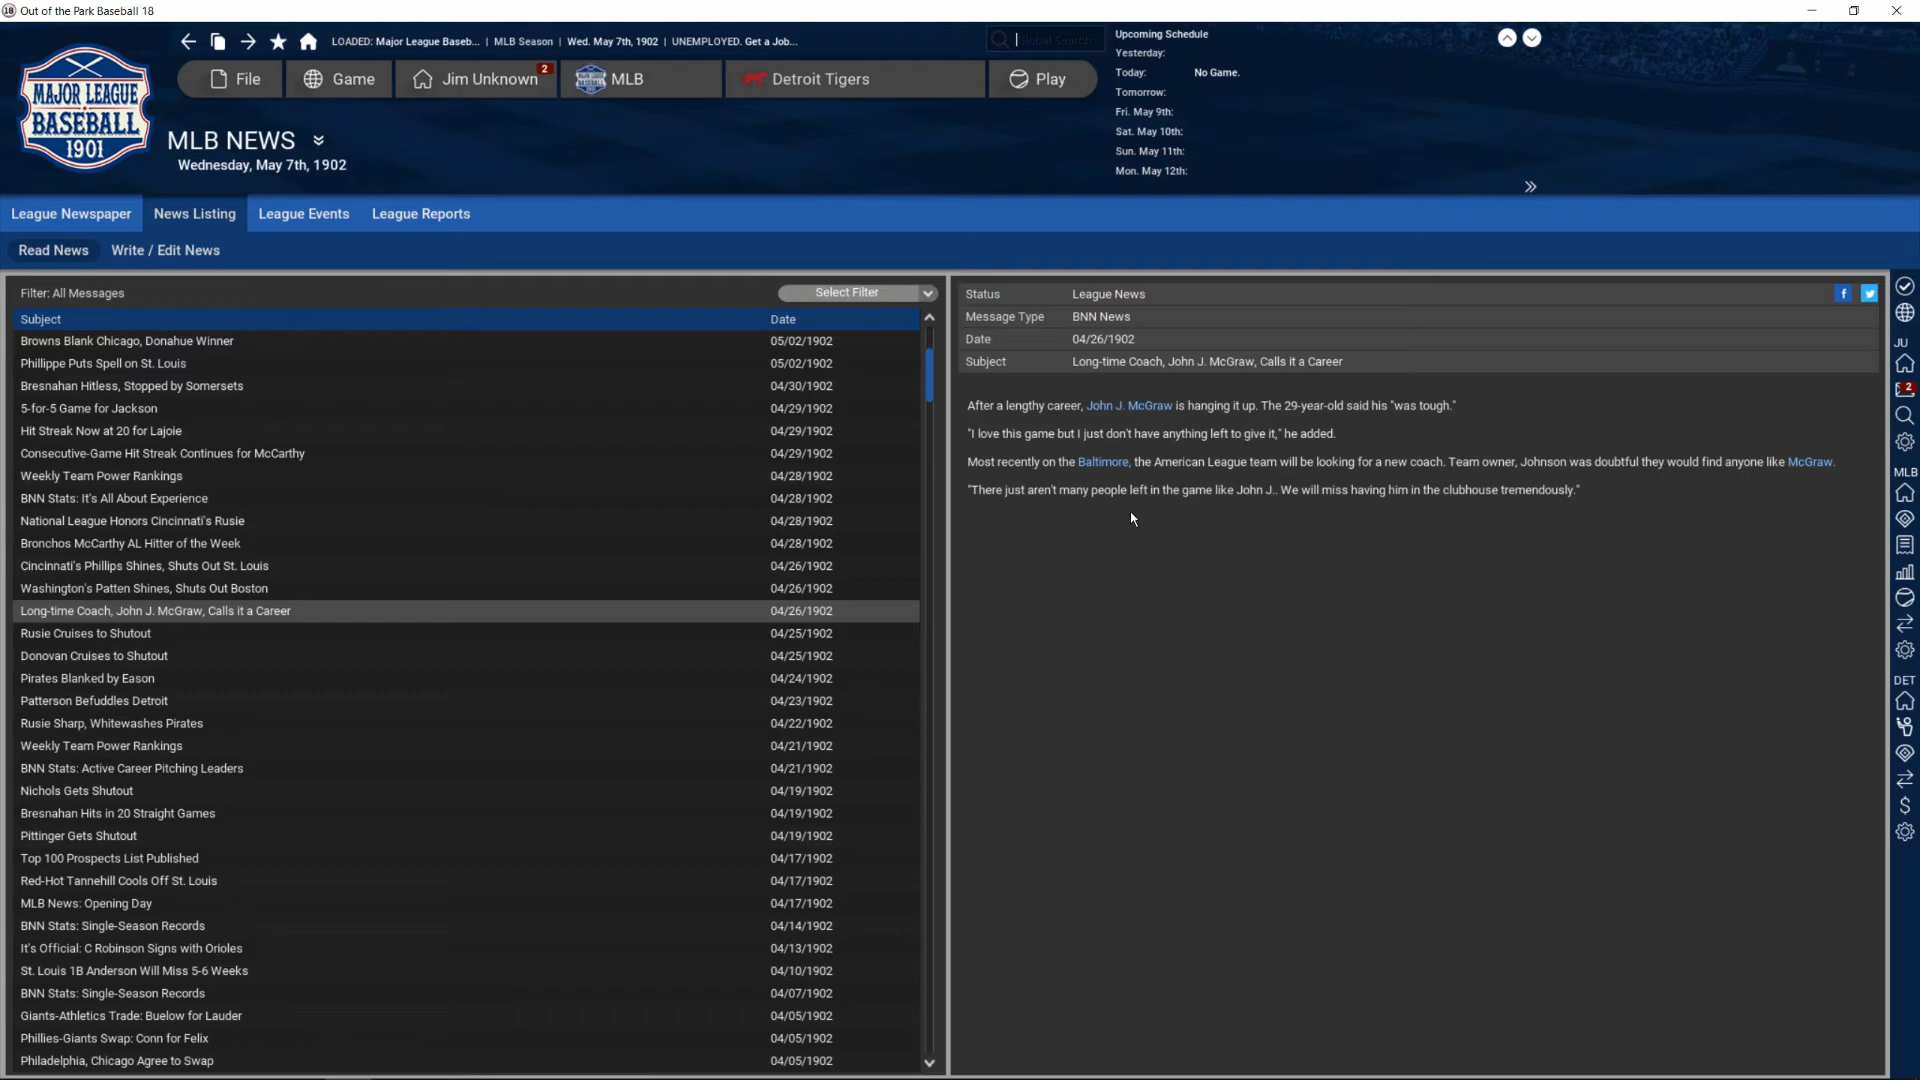 Out of the Park Baseball 18
LOADED: Major League Baseb... | MLB Season | Wed. May 7th, 1902 | UNEMPLOYED. Get a Job...
Global Search
File
Game
Jim Unknown 2
MLB
Detroit Tigers
Play
MAJOR LEAGUE
BASEBALL
1901
MLB NEWS
Wednesday, May 7th, 1902
Upcoming Schedule
Yesterday:
Today: No Game.
Tomorrow:
Fri. May 9th:
Sat. May 10th:
Sun. May 11th:
Mon. May 12th:
League Newspaper News Listing League Events League Reports
Read News Write / Edit News
Filter: All Messages Select Filter
Subject Date
Browns Blank Chicago, Donahue Winner 05/02/1902
Phillippe Puts Spell on St. Louis 05/02/1902
Bresnahan Hitless, Stopped by Somersets 04/30/1902
5-for-5 Game for Jackson 04/29/1902
Hit Streak Now at 20 for Lajoie 04/29/1902
Consecutive-Game Hit Streak Continues for McCarthy 04/29/1902
Weekly Team Power Rankings 04/28/1902
BNN Stats: It's All About Experience 04/28/1902
National League Honors Cincinnati's Rusie 04/28/1902
Bronchos McCarthy AL Hitter of the Week 04/28/1902
Cincinnati's Phillips Shines, Shuts Out St. Louis 04/26/1902
Washington's Patten Shines, Shuts Out Boston 04/26/1902
Long-time Coach, John J. McGraw, Calls it a Career 04/26/1902
Rusie Cruises to Shutout 04/25/1902
Donovan Cruises to Shutout 04/25/1902
Pirates Blanked by Eason 04/24/1902
Patterson Befuddles Detroit 04/23/1902
Rusie Sharp, Whitewashes Pirates 04/22/1902
Weekly Team Power Rankings 04/21/1902
BNN Stats: Active Career Pitching Leaders 04/21/1902
Nichols Gets Shutout 04/19/1902
Bresnahan Hits in 20 Straight Games 04/19/1902
Pittinger Gets Shutout 04/19/1902
Top 100 Prospects List Published 04/17/1902
Red-Hot Tannehill Cools Off St. Louis 04/17/1902
MLB News: Opening Day 04/17/1902
BNN Stats: Single-Season Records 04/14/1902
It's Official: C Robinson Signs with Orioles 04/13/1902
St. Louis 1B Anderson Will Miss 5-6 Weeks 04/10/1902
BNN Stats: Single-Season Records 04/07/1902
Giants-Athletics Trade: Buelow for Lauder 04/05/1902
Phillies-Giants Swap: Conn for Felix 04/05/1902
Philadelphia, Chicago Agree to Swap 04/05/1902
Status League News
Message Type BNN News
Date 04/26/1902
Subject Long-time Coach, John J. McGraw, Calls it a Career
After a lengthy career, John J. McGraw is hanging it up. The 29-year-old said his "was tough."
"I love this game but I just don't have anything left to give it," he added.
Most recently on the Baltimore, the American League team will be looking for a new coach. Team owner, Johnson was doubtful they would find anyone like McGraw.
"There just aren't many people left in the game like John J.. We will miss having him in the clubhouse tremendously."
JU
2
MLB
DET
$